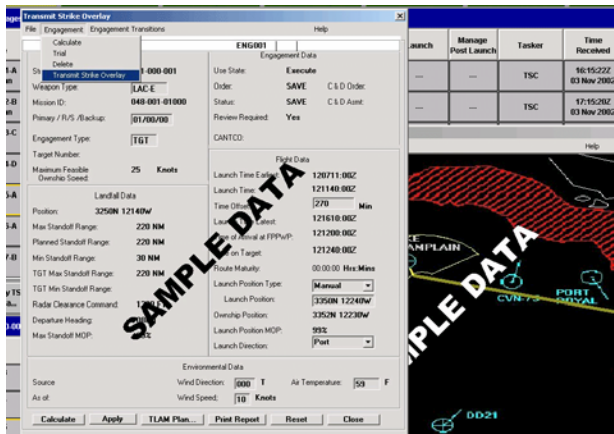 Transmit Strike Overlay
File Engagement Engagement Transitions Help
Calculate
Trial
Delete
Transmit Strike Overlay
ENG001
Engagement Data
1-000-001
Weapon Type: LAC-E
Mission ID: 048-001-01000
Primary / R/S /Backup: 01/00/00
Engagement Type: TGT
Target Number:
Maximum Feasible 25 Knots
Ownship Speed:
Use State: Execute
Order: SAVE C & D Order:
Status: SAVE C & D Asmt:
Review Required: Yes
CANTCO:
Landfall Data
Position: 3250N 12140W
Max Standoff Range: 220 NM
Planned Standoff Range: 220 NM
Min Standoff Range: 30 NM
TGT Max Standoff Range: 220 NM
TGT Min Standoff Range:
Radar Clearance Command:
Departure Heading:
Max Standoff MOP:
Flight Data
Launch Time Earliest: 120711:00Z
Launch Time: 121140:00Z
Time Offset: 270 Min
Latest: 121610:00Z
of Arrival at FPPWP: 121200:00Z
on Target: 121240:00Z
Route Maturity: 00:00:00 Hrs:Mins
Launch Position Type: Manual
Launch Position: 3350N 12240W
Ownship Position: 3352N 12230W
Launch Position MOP: 99%
Launch Direction: Port
Environmental Data
Source Wind Direction: 000 T Air Temperature: 59 F
As of: Wind Speed: 10 Knots
Calculate Apply TLAM Plan... Print Report Reset Close
SAMPLE DATA
aunch
Manage Post Launch
Tasker
Time Received
--- --- TSC 16:15:22Z 03 Nov 2002
--- --- TSC 17:15:20Z 03 Nov 2002
Help
AMPLAIN
CVN-73
PORT ROYAL
MPLE DATA
DD21